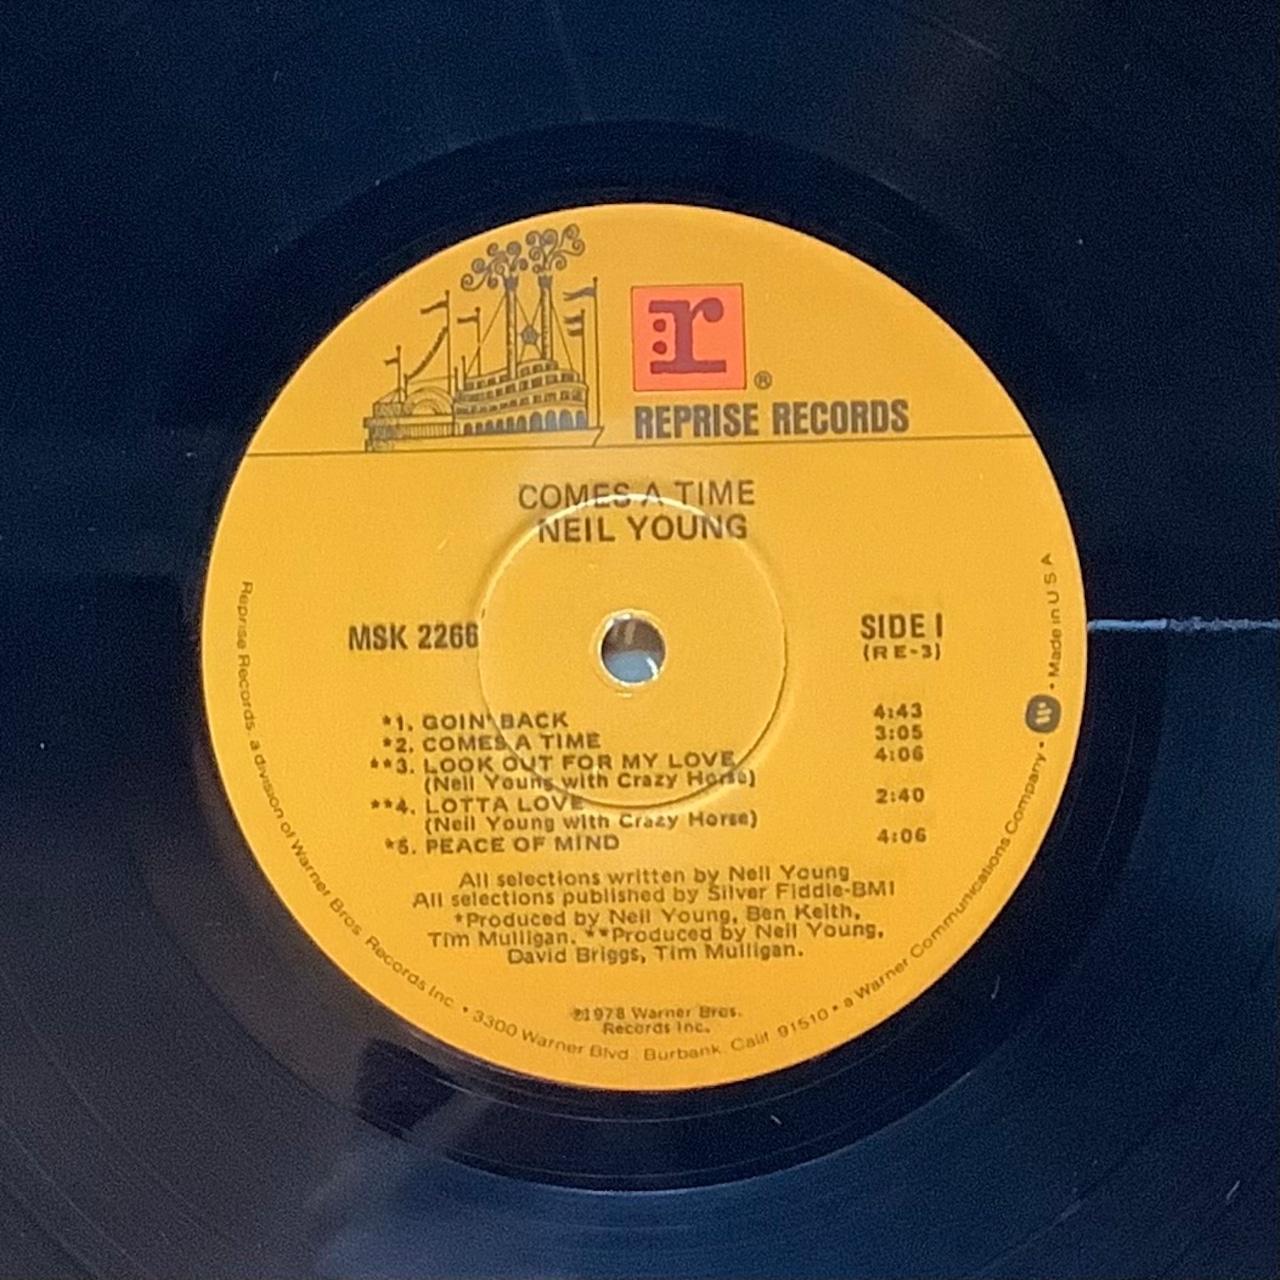 r
®
REPRISE RECORDS
COMES A TIME
NEIL YOUNG
MSK 2266
SIDE I
(RE-3)
*1. GOIN' BACK 4:43
*2. COMES A TIME 3:05
**3. LOOK OUT FOR MY LOVE 4:06
(Neil Young with Crazy Horse)
**4. LOTTA LOVE 2:40
(Neil Young with Crazy Horse)
*5. PEACE OF MIND 4:06
All selections written by Neil Young
All selections published by Silver Fiddle-BMI
*Produced by Neil Young, Ben Keith,
Tim Mulligan. **Produced by Neil Young,
David Briggs, Tim Mulligan.
℗1978 Warner Bros.
Records Inc.
Reprise Records, a division of Warner Bros. Records Inc. • 3300 Warner Blvd., Burbank, Calif. 91510 • a Warner Communications Company • W • Made in U S A